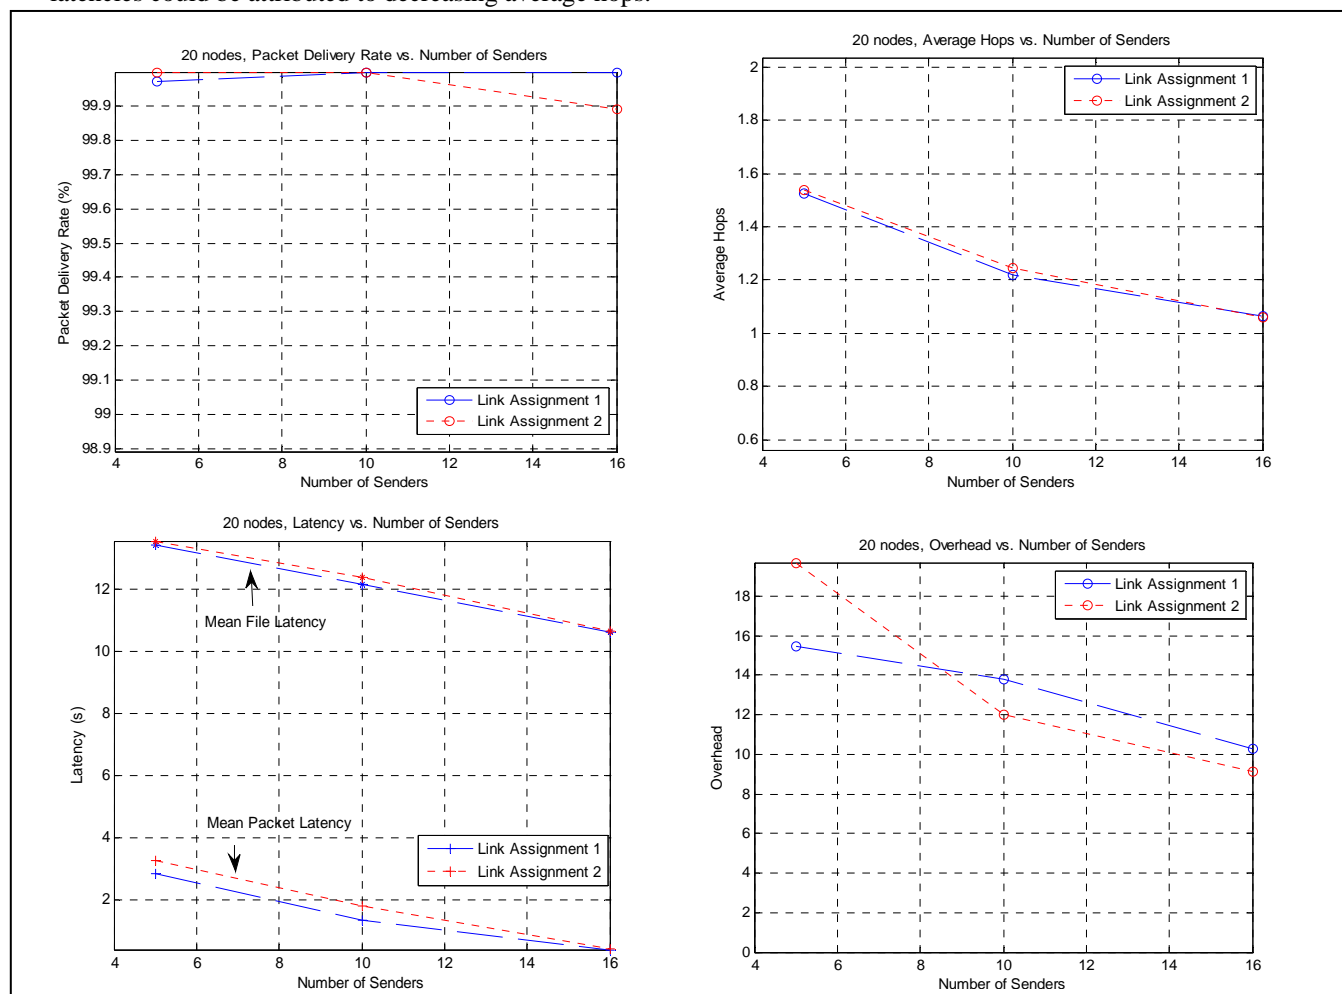 latencies could be attributed to decreasing average hops.
20 nodes, Packet Delivery Rate vs. Number of Senders
99.9
99.8
99.7
99.6
99.5
99.4
99.3
99.2
99.1
99
98.9
Packet Delivery Rate (%)
Link Assignment 1
Link Assignment 2
4 6 8 10 12 14 16
Number of Senders
20 nodes, Average Hops vs. Number of Senders
2
1.8
1.6
1.4
1.2
1
0.8
0.6
Average Hops
Link Assignment 1
Link Assignment 2
4 6 8 10 12 14 16
Number of Senders
20 nodes, Latency vs. Number of Senders
12
10
8
6
4
2
Latency (s)
Mean File Latency
Mean Packet Latency
Link Assignment 1
Link Assignment 2
4 6 8 10 12 14 16
Number of Senders
20 nodes, Overhead vs. Number of Senders
18
16
14
12
10
8
6
4
2
0
Overhead
Link Assignment 1
Link Assignment 2
4 6 8 10 12 14 16
Number of Senders